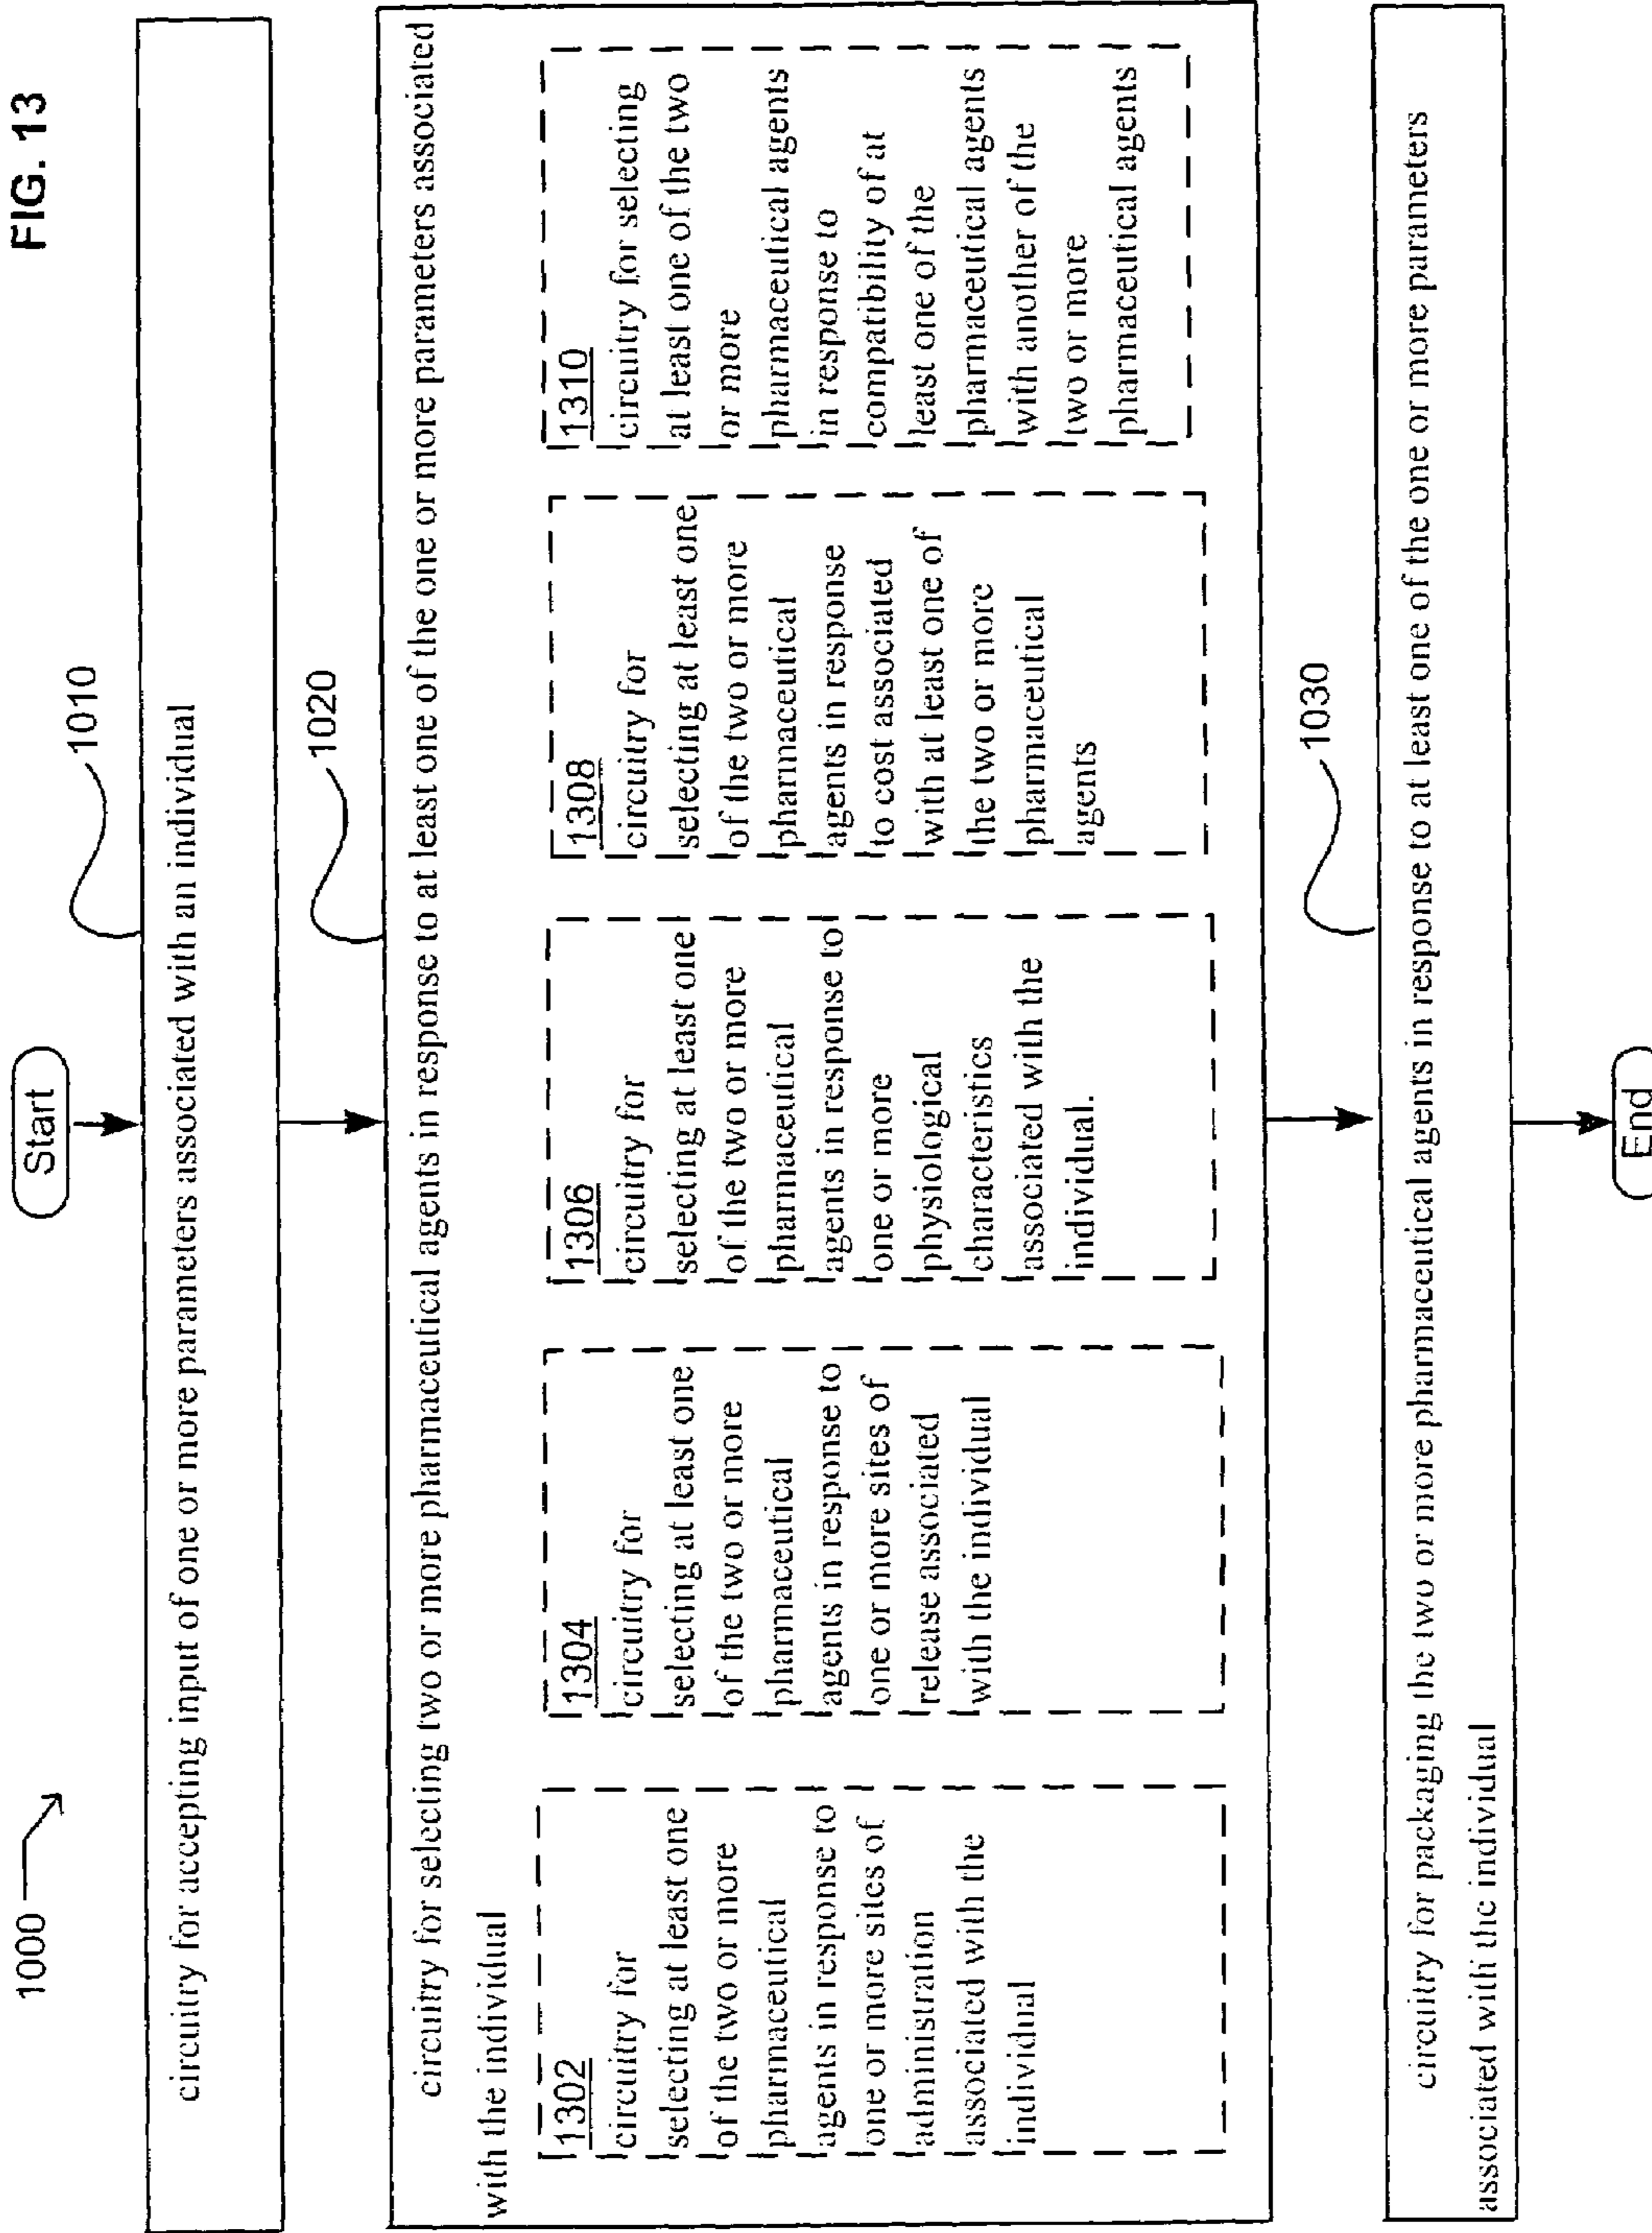 FIG. 13
1000
Start
1010
circuitry for accepting input of one or more parameters associated with an individual
1020
circuitry for selecting two or more pharmaceutical agents in response to at least one of the one or more parameters associated
with the individual
1302
circuitry for
selecting at least one
of the two or more
pharmaceutical
agents in response to
one or more sites of
administration
associated with the
individual
1304
circuitry for
selecting at least one
of the two or more
pharmaceutical
agents in response to
one or more sites of
release associated
with the individual
1306
circuitry for
selecting at least one
of the two or more
pharmaceutical
agents in response to
one or more
physiological
characteristics
associated with the
individual.
1308
circuitry for
selecting at least one
of the two or more
pharmaceutical
agents in response
to cost associated
with at least one of
the two or more
pharmaceutical
agents
1310
circuitry for selecting
at least one of the two
or more
pharmaceutical agents
in response to
compatibility of at
least one of the
pharmaceutical agents
with another of the
two or more
pharmaceutical agents
1030
circuitry for packaging the two or more pharmaceutical agents in response to at least one of the one or more parameters
associated with the individual
End